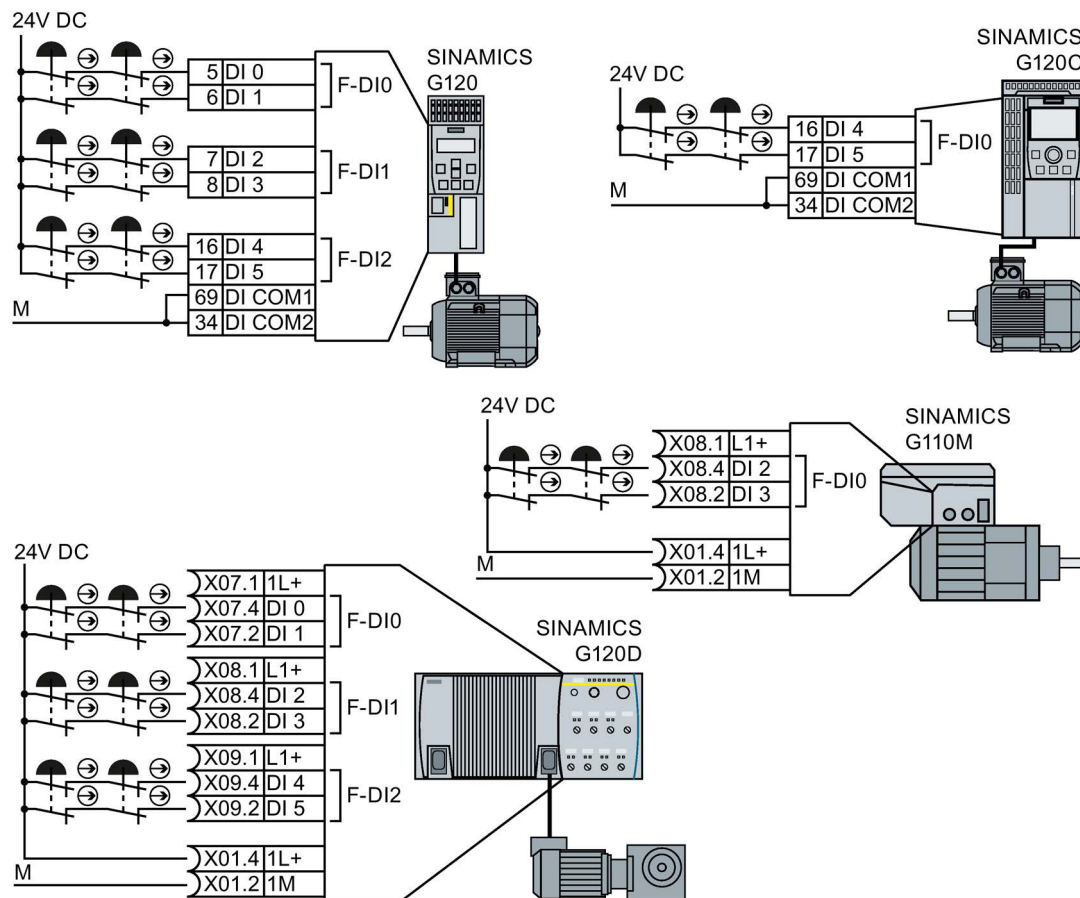 24V DC
5 DI 0
6 DI 1
F-DI0
7 DI 2
8 DI 3
F-DI1
16 DI 4
17 DI 5
F-DI2
69 DI COM1
34 DI COM2
M
SINAMICS
G120
24V DC
16 DI 4
17 DI 5
F-DI0
69 DI COM1
34 DI COM2
M
SINAMICS
G120C
24V DC
X08.1 L1+
X08.4 DI 2
X08.2 DI 3
F-DI0
X01.4 1L+
X01.2 1M
M
SINAMICS
G110M
24V DC
X07.1 1L+
X07.4 DI 0
X07.2 DI 1
F-DI0
X08.1 L1+
X08.4 DI 2
X08.2 DI 3
F-DI1
X09.1 L1+
X09.4 DI 4
X09.2 DI 5
F-DI2
X01.4 1L+
X01.2 1M
M
SINAMICS
G120D